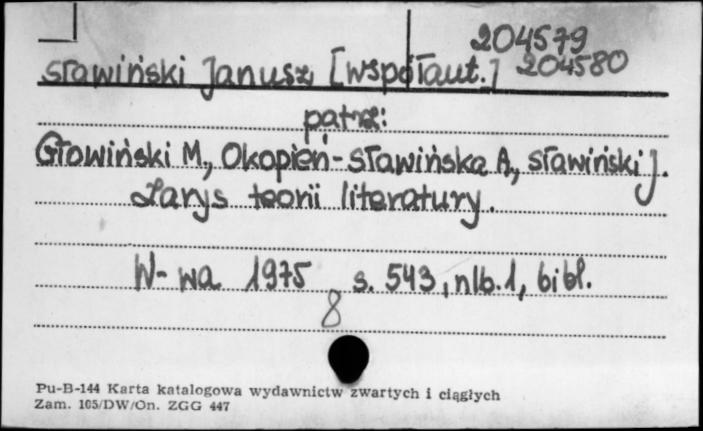 204579
Sławiński Janusz [współaut.] 204580
patrz:
Głowiński M., Okopień-Sławińska A., Sławiński J.
Zarys teorii literatury.
W-wa 1975 s. 543, nlb. 1, bibl.
8
Pu-B-144 Karta katalogowa wydawnictw zwartych i ciągłych
Zam. 105/DW/On. ZGG 447